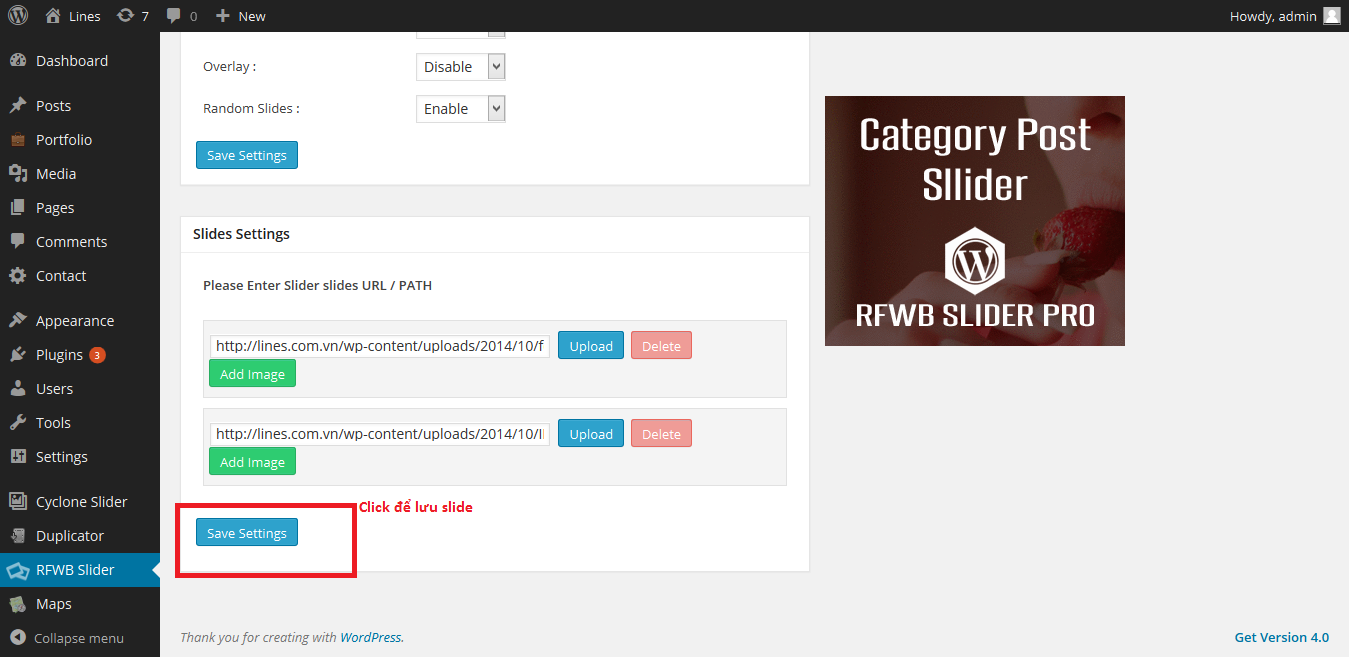 Lines 7 0 New Howdy, admin
Dashboard
Posts
Portfolio
Media
Pages
Comments
Contact
Appearance
Plugins 3
Users
Tools
Settings
Cyclone Slider
Duplicator
RFWB Slider
Maps
Collapse menu
Overlay : Disable
Random Slides : Enable
Save Settings
Slides Settings
Please Enter Slider slides URL / PATH
http://lines.com.vn/wp-content/uploads/2014/10/f Upload Delete
Add Image
http://lines.com.vn/wp-content/uploads/2014/10/II Upload Delete
Add Image
Click để lưu slide
Save Settings
Category Post
Sllider
RFWB SLIDER PRO
Thank you for creating with WordPress.
Get Version 4.0